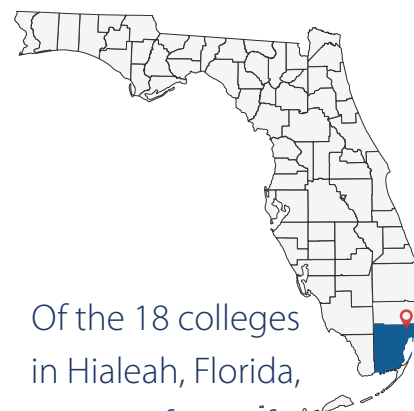 Of the 18 colleges
in Hialeah, Florida,